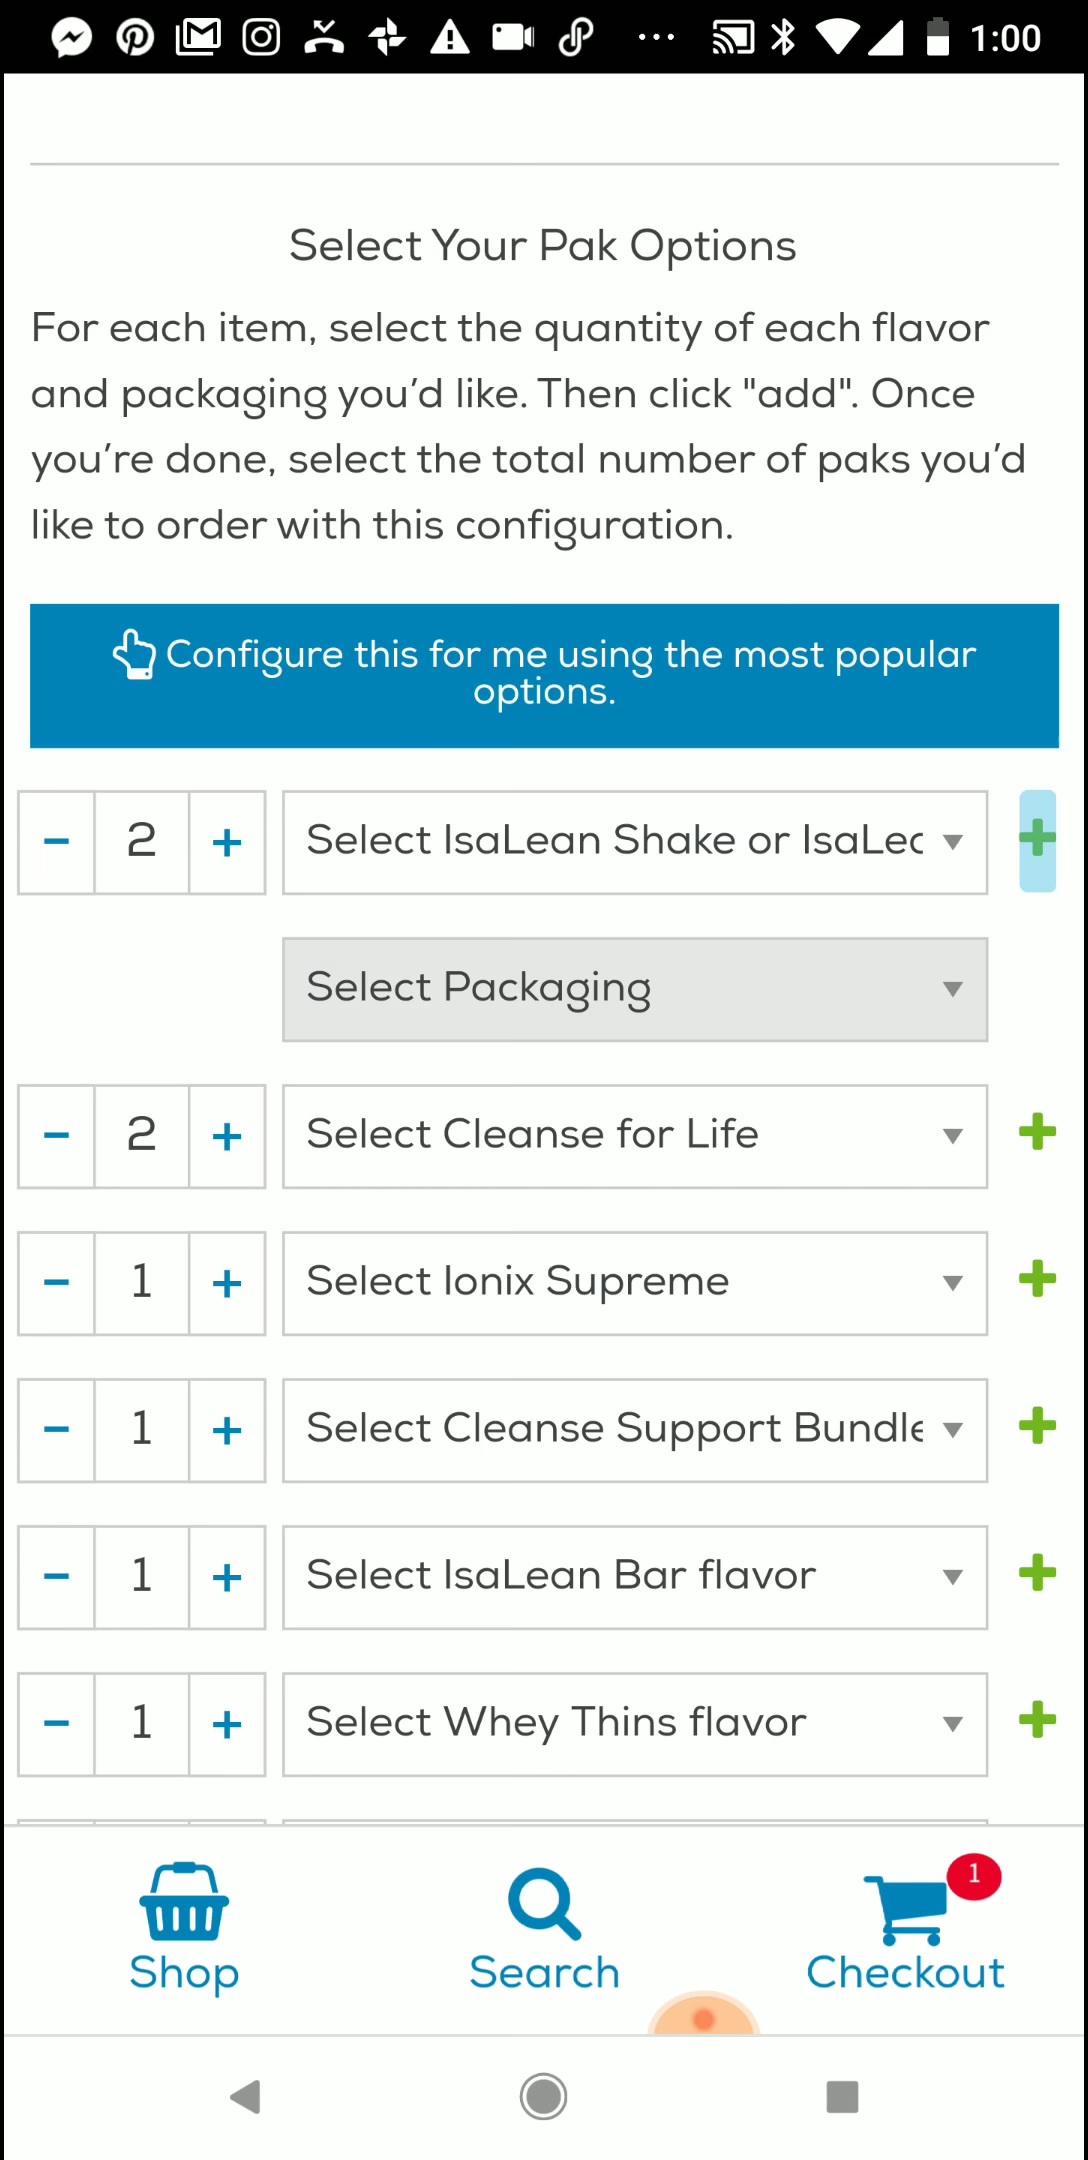 1:00
Select Your Pak Options
For each item, select the quantity of each flavor
and packaging you'd like. Then click "add". Once
you're done, select the total number of paks you'd
like to order with this configuration.
Configure this for me using the most popular
options.
- 2 + Select IsaLean Shake or IsaLea +
Select Packaging
- 2 + Select Cleanse for Life +
- 1 + Select Ionix Supreme +
- 1 + Select Cleanse Support Bundle +
- 1 + Select IsaLean Bar flavor +
- 1 + Select Whey Thins flavor +
1
Shop Search Checkout